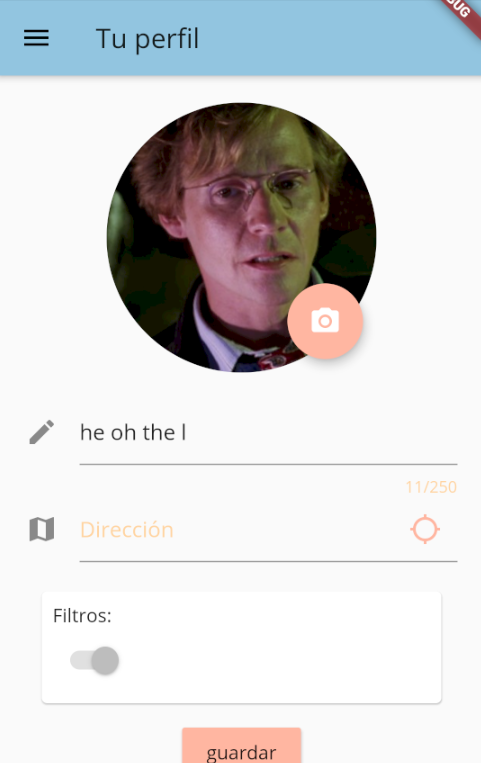 Tu perfil
he oh the l
11/250
Dirección
Filtros:
guardar